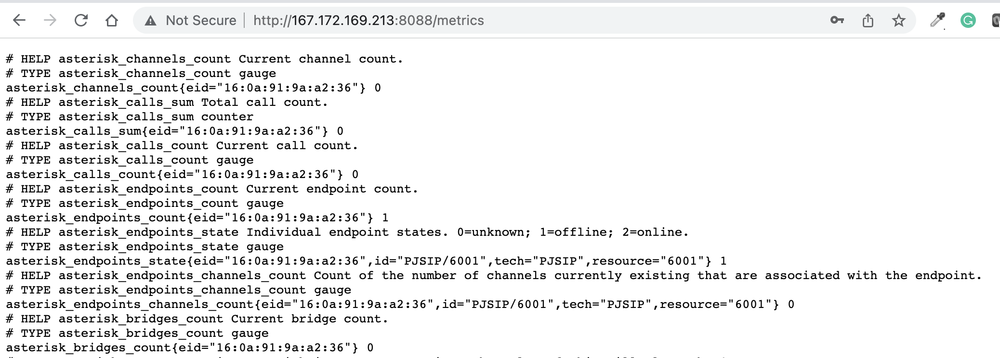 Not Secure http://167.172.169.213:8088/metrics
# HELP asterisk_channels_count Current channel count.
# TYPE asterisk_channels_count gauge
asterisk_channels_count{eid="16:0a:91:9a:a2:36"} 0
# HELP asterisk_calls_sum Total call count.
# TYPE asterisk_calls_sum counter
asterisk_calls_sum{eid="16:0a:91:9a:a2:36"} 0
# HELP asterisk_calls_count Current call count.
# TYPE asterisk_calls_count gauge
asterisk_calls_count{eid="16:0a:91:9a:a2:36"} 0
# HELP asterisk_endpoints_count Current endpoint count.
# TYPE asterisk_endpoints_count gauge
asterisk_endpoints_count{eid="16:0a:91:9a:a2:36"} 1
# HELP asterisk_endpoints_state Individual endpoint states. 0=unknown; 1=offline; 2=online.
# TYPE asterisk_endpoints_state gauge
asterisk_endpoints_state{eid="16:0a:91:9a:a2:36",id="PJSIP/6001",tech="PJSIP",resource="6001"} 1
# HELP asterisk_endpoints_channels_count Count of the number of channels currently existing that are associated with the endpoint.
# TYPE asterisk_endpoints_channels_count gauge
asterisk_endpoints_channels_count{eid="16:0a:91:9a:a2:36",id="PJSIP/6001",tech="PJSIP",resource="6001"} 0
# HELP asterisk_bridges_count Current bridge count.
# TYPE asterisk_bridges_count gauge
asterisk_bridges_count{eid="16:0a:91:9a:a2:36"} 0